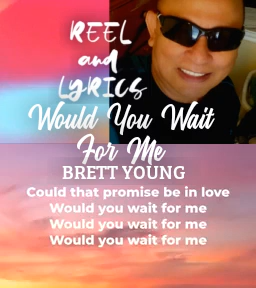 REEL
and
LYRICS
Would You Wait
For Me
BRETT YOUNG
Could that promise be in love
Would you wait for me
Would you wait for me
Would you wait for me